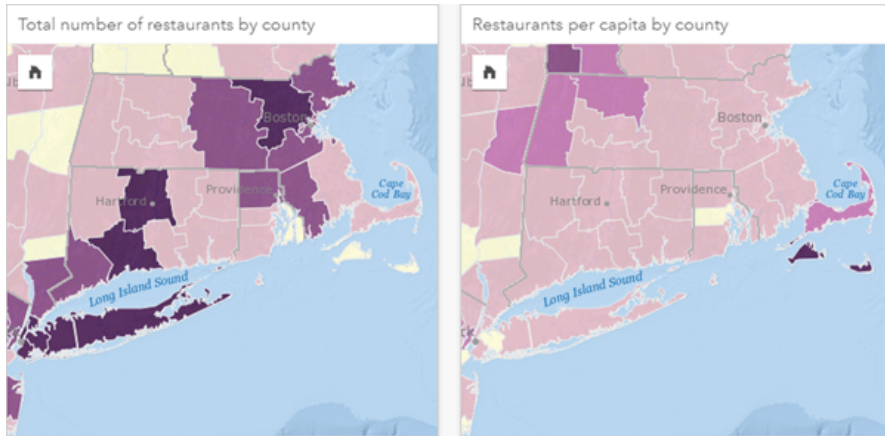 Total number of restaurants by county
Boston
Hartford
Providence
Cape
Cod Bay
Long Island Sound
Restaurants per capita by county
Boston
Hartford
Providence
Cape
Cod Bay
Long Island Sound